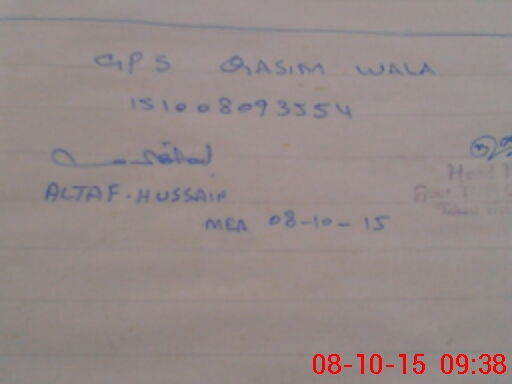 GPS QASIM WALA
151008093554
ALTAF-HUSSAIN
MEA 08-10-15
08-10-15 09:38